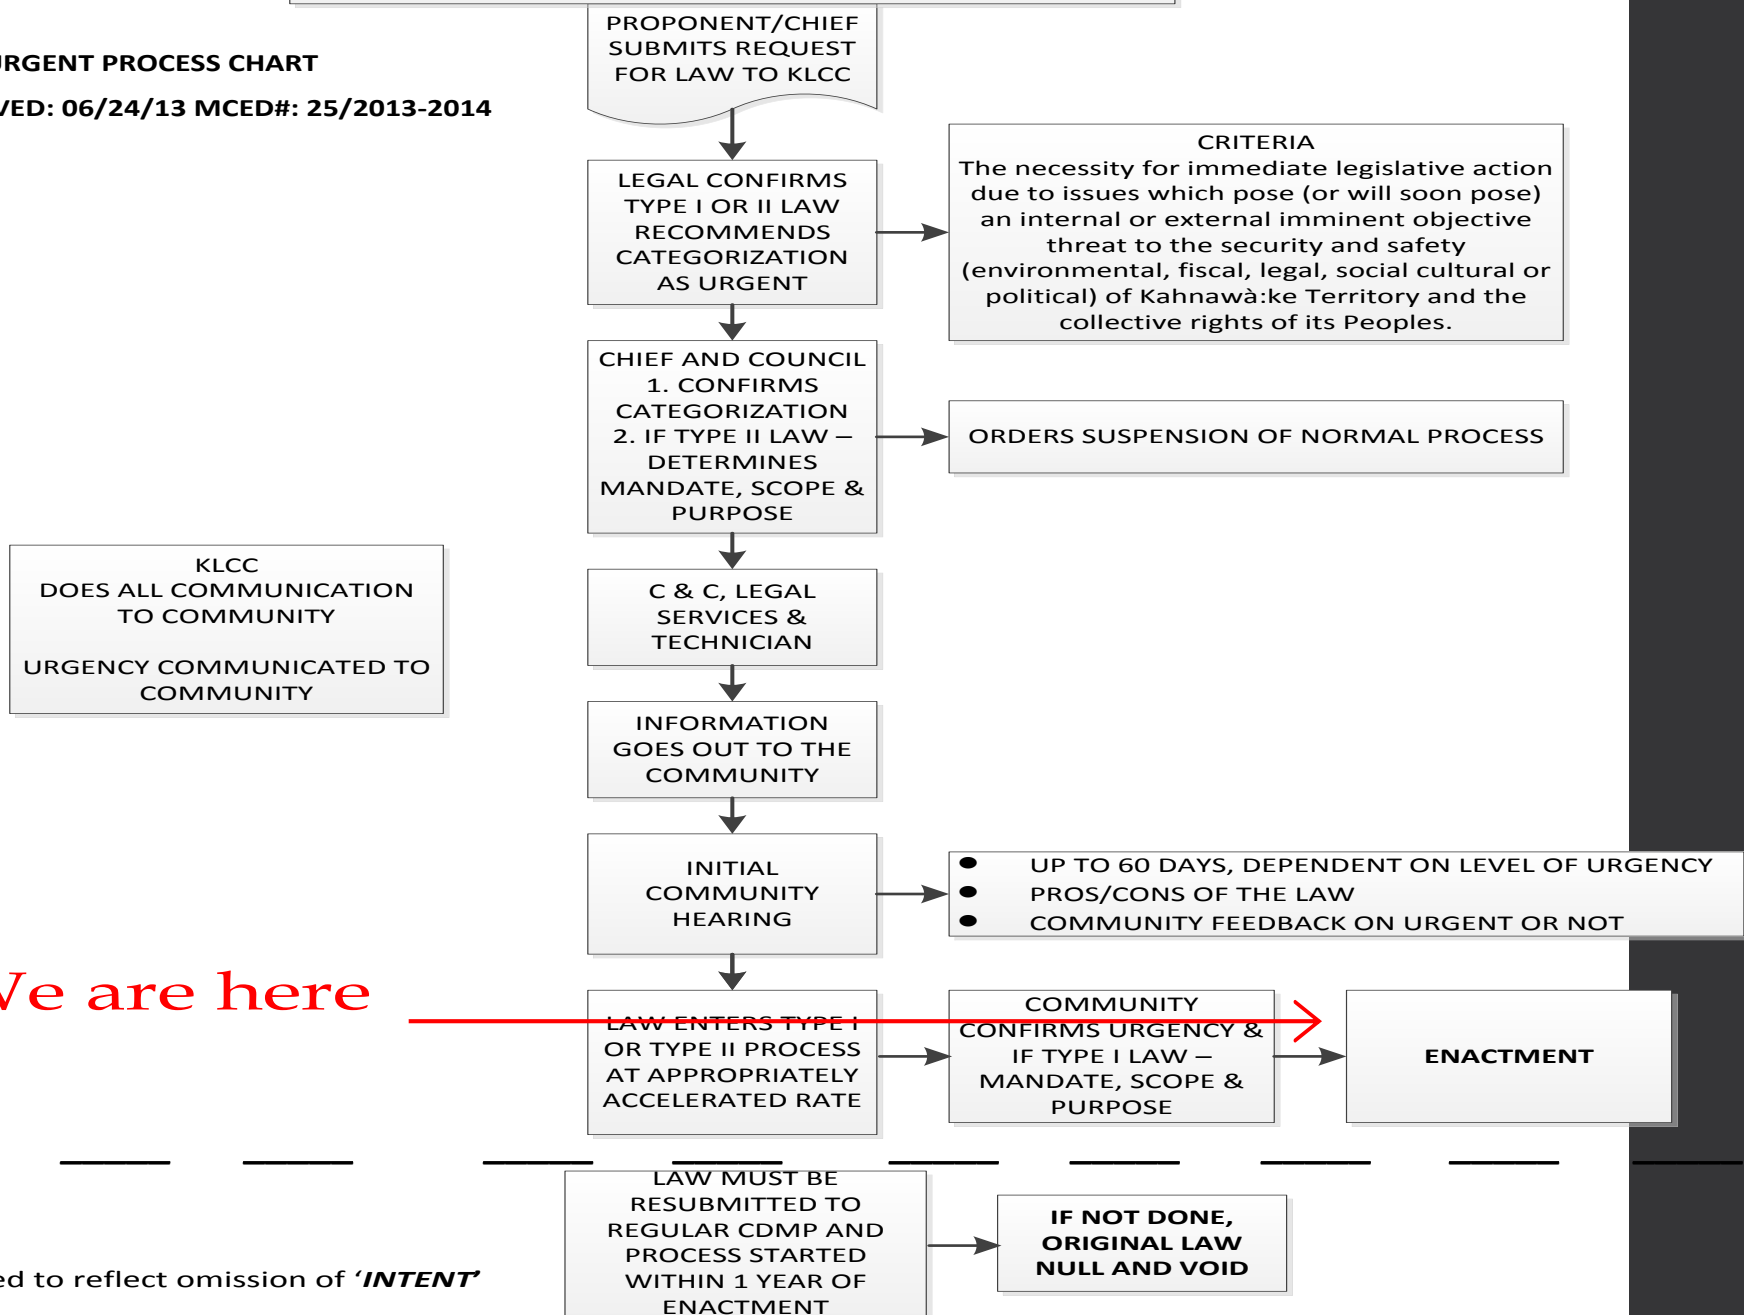 PROPONENT/CHIEF
SUBMITS REQUEST
FOR LAW TO KLCC
PROCESS CHART
06/24/13 MCED#: 25/2013-2014
LEGAL CONFIRMS
TYPE I OR II LAW
RECOMMENDS
CATEGORIZATION
AS URGENT
CRITERIA
The necessity for immediate legislative action
due to issues which pose (or will soon pose)
an internal or external imminent objective
threat to the security and safety
(environmental, fiscal, legal, social cultural or
political) of Kahnawà:ke Territory and the
collective rights of its Peoples.
CHIEF AND COUNCIL
1. CONFIRMS
CATEGORIZATION
2. IF TYPE II LAW –
DETERMINES
MANDATE, SCOPE &
PURPOSE
ORDERS SUSPENSION OF NORMAL PROCESS
KLCC
DOES ALL COMMUNICATION
TO COMMUNITY
URGENCY COMMUNICATED TO
COMMUNITY
C & C, LEGAL
SERVICES &
TECHNICIAN
INFORMATION
GOES OUT TO THE
COMMUNITY
INITIAL
COMMUNITY
HEARING
● UP TO 60 DAYS, DEPENDENT ON LEVEL OF URGENCY
● PROS/CONS OF THE LAW
● COMMUNITY FEEDBACK ON URGENT OR NOT
We are here
LAW ENTERS TYPE I
OR TYPE II PROCESS
AT APPROPRIATELY
ACCELERATED RATE
COMMUNITY
CONFIRMS URGENCY &
IF TYPE I LAW –
MANDATE, SCOPE &
PURPOSE
ENACTMENT
LAW MUST BE
RESUBMITTED TO
REGULAR CDMP AND
PROCESS STARTED
WITHIN 1 YEAR OF
ENACTMENT
IF NOT DONE,
ORIGINAL LAW
NULL AND VOID
to reflect omission of ‘INTENT’